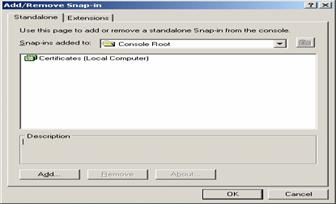 Add/Remove Snap-in
Standalone Extensions
Use this page to add or remove a standalone Snap-in from the console.
Snap-ins added to: Console Root
Certificates (Local Computer)
Description
Add... Remove About...
OK Cancel